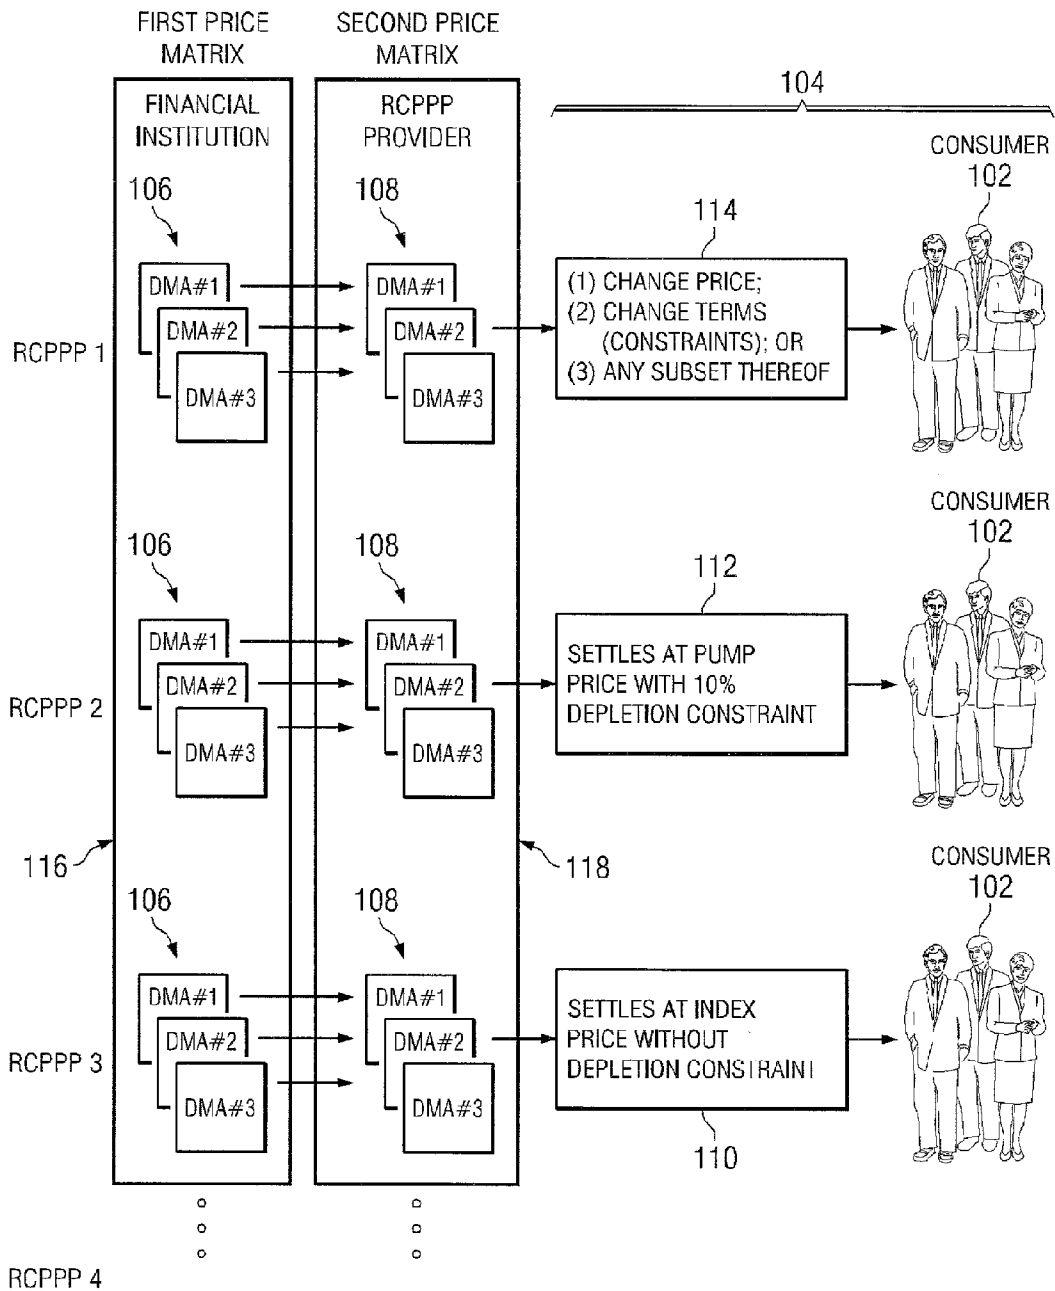 FIRST PRICE
MATRIX
SECOND PRICE
MATRIX
FINANCIAL
INSTITUTION
RCPPP
PROVIDER
104
CONSUMER
102
106
108
114
DMA#1
DMA#2
DMA#3
DMA#1
DMA#2
DMA#3
(1) CHANGE PRICE;
(2) CHANGE TERMS
(CONSTRAINTS); OR
(3) ANY SUBSET THEREOF
RCPPP 1
CONSUMER
102
106
108
112
DMA#1
DMA#2
DMA#3
DMA#1
DMA#2
DMA#3
SETTLES AT PUMP
PRICE WITH 10%
DEPLETION CONSTRAINT
RCPPP 2
116
118
CONSUMER
102
106
108
DMA#1
DMA#2
DMA#3
DMA#1
DMA#2
DMA#3
SETTLES AT INDEX
PRICE WITHOUT
DEPLETION CONSTRAINT
RCPPP 3
110
RCPPP 4